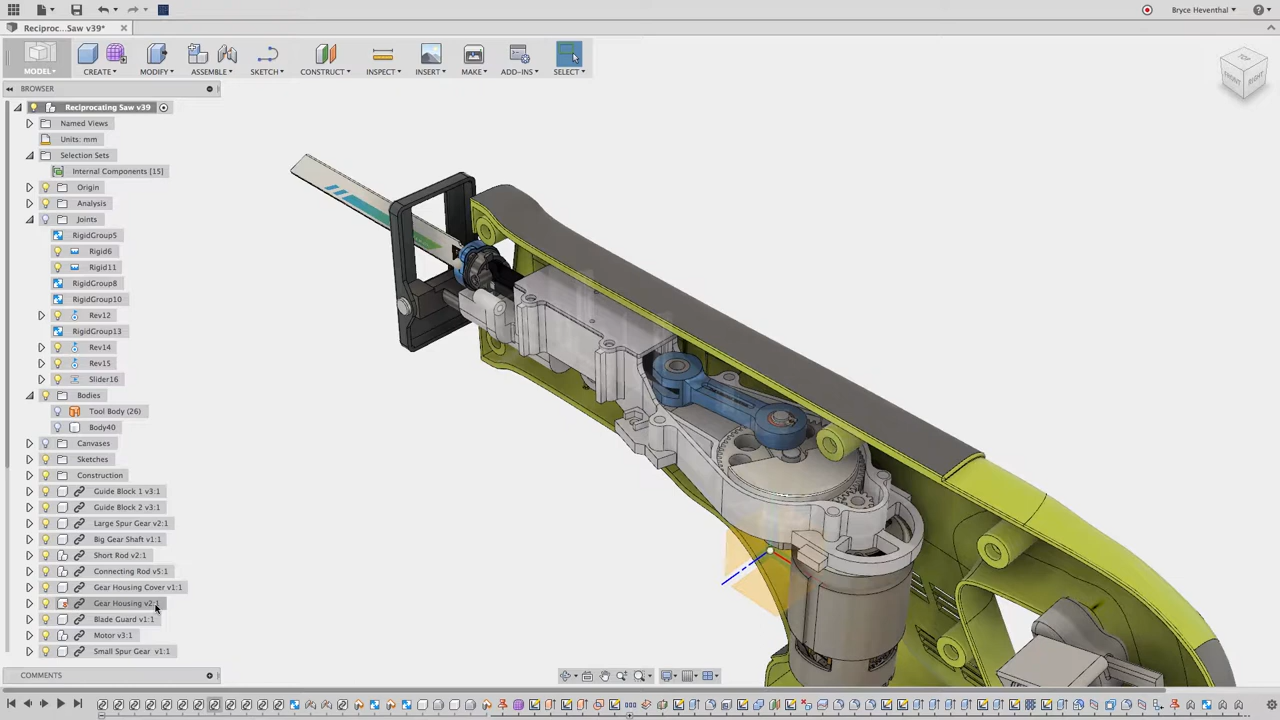 Bryce Heventhal
Reciproc...Saw v39*
MODEL
CREATE
MODIFY
ASSEMBLE
SKETCH
CONSTRUCT
INSPECT
INSERT
MAKE
ADD-INS
SELECT
TOP
FRONT
RIGHT
BROWSER
Reciprocating Saw v39
Named Views
Units: mm
Selection Sets
Internal Components [15]
Origin
Analysis
Joints
RigidGroup5
Rigid6
Rigid11
RigidGroup8
RigidGroup10
Rev12
RigidGroup13
Rev14
Rev15
Slider16
Bodies
Tool Body (26)
Body40
Canvases
Sketches
Construction
Guide Block 1 v3:1
Guide Block 2 v3:1
Large Spur Gear v2:1
Big Gear Shaft v1:1
Short Rod v2:1
Connecting Rod v5:1
Gear Housing Cover v1:1
Gear Housing v2:1
Blade Guard v1:1
Motor v3:1
Small Spur Gear v1:1
COMMENTS